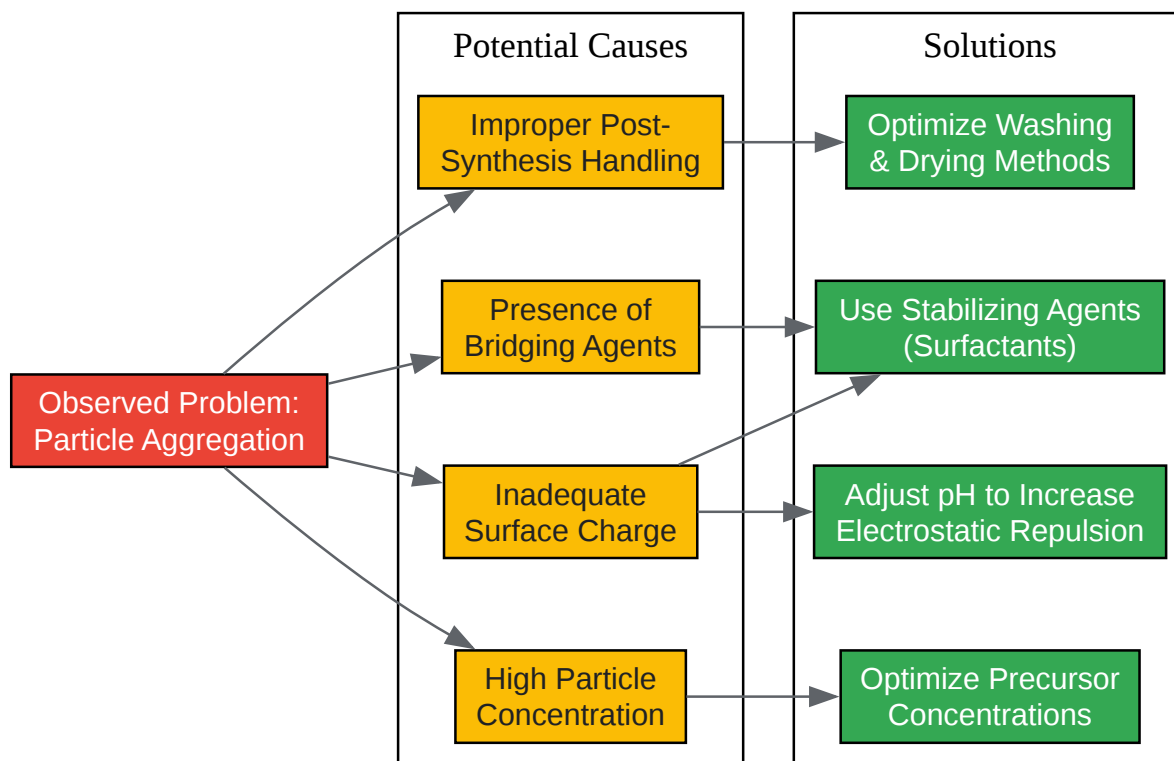 Potential Causes
Solutions
Improper Post-
Synthesis Handling
Optimize Washing
& Drying Methods
Presence of
Bridging Agents
Use Stabilizing Agents
(Surfactants)
Observed Problem:
Particle Aggregation
Inadequate
Surface Charge
Adjust pH to Increase
Electrostatic Repulsion
High Particle
Concentration
Optimize Precursor
Concentrations